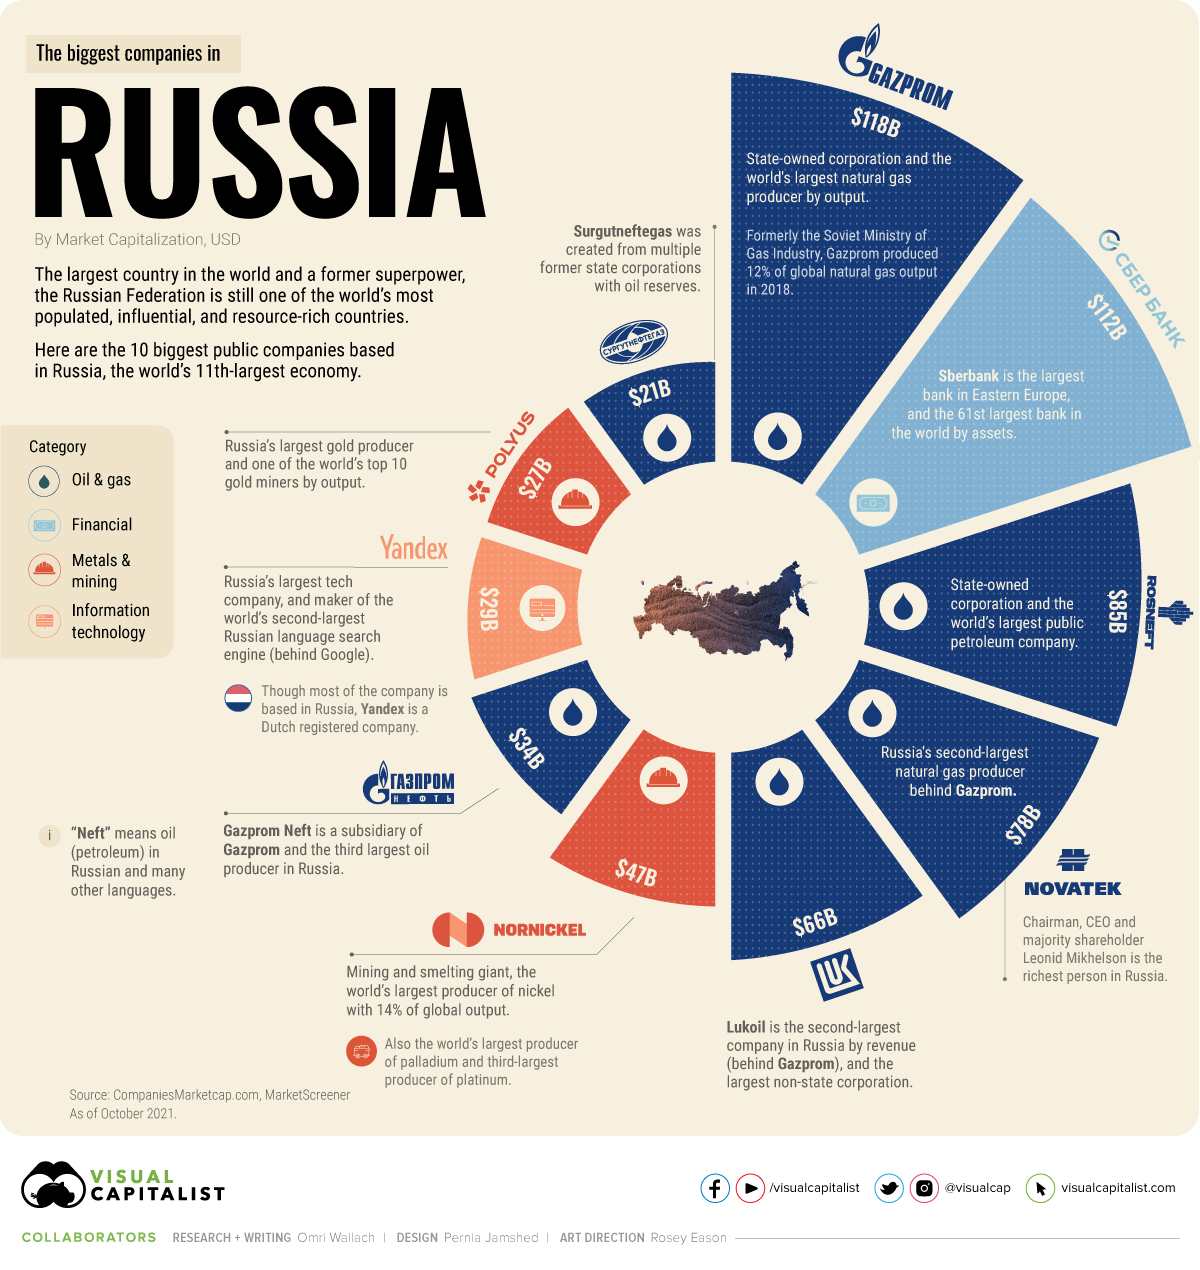 The biggest companies in
RUSSIA
By Market Capitalization, USD
The largest country in the world and a former superpower,
the Russian Federation is still one of the world's most
populated, influential, and resource-rich countries.
Here are the 10 biggest public companies based
in Russia, the world's 11th-largest economy.
Category
Oil & gas
Financial
Metals &
mining
Information
technology
GAZPROM
$118B
State-owned corporation and the
world's largest natural gas
producer by output.
Formerly the Soviet Ministry of
Gas Industry, Gazprom produced
12% of global natural gas output
in 2018.
СБЕР БАНК
$112B
Sberbank is the largest
bank in Eastern Europe,
and the 61st largest bank in
the world by assets.
ROSNEFT
$85B
State-owned
corporation and the
world's largest public
petroleum company.
$78B
Russia's second-largest
natural gas producer
behind Gazprom.
NOVATEK
Chairman, CEO and
majority shareholder
Leonid Mikhelson is the
richest person in Russia.
$66B
LUK
Lukoil is the second-largest
company in Russia by revenue
(behind Gazprom), and the
largest non-state corporation.
$47B
NORNICKEL
Mining and smelting giant, the
world's largest producer of nickel
with 14% of global output.
Also the world's largest producer
of palladium and third-largest
producer of platinum.
$34B
ГАЗПРОМ
НЕФТЬ
Gazprom Neft is a subsidiary of
Gazprom and the third largest oil
producer in Russia.
i
"Neft" means oil
(petroleum) in
Russian and many
other languages.
$29B
Yandex
Russia's largest tech
company, and maker of the
world's second-largest
Russian language search
engine (behind Google).
Though most of the company is
based in Russia, Yandex is a
Dutch registered company.
$27B
POLYUS
Russia's largest gold producer
and one of the world's top 10
gold miners by output.
$21B
СУРГУТНЕФТЕГАЗ
Surgutneftegas was
created from multiple
former state corporations
with oil reserves.
Source: CompaniesMarketcap.com, MarketScreener
As of October 2021.
VISUAL
CAPITALIST
/visualcapitalist
@visualcap
visualcapitalist.com
COLLABORATORS RESEARCH + WRITING Omri Wallach | DESIGN Pernia Jamshed | ART DIRECTION Rosey Eason